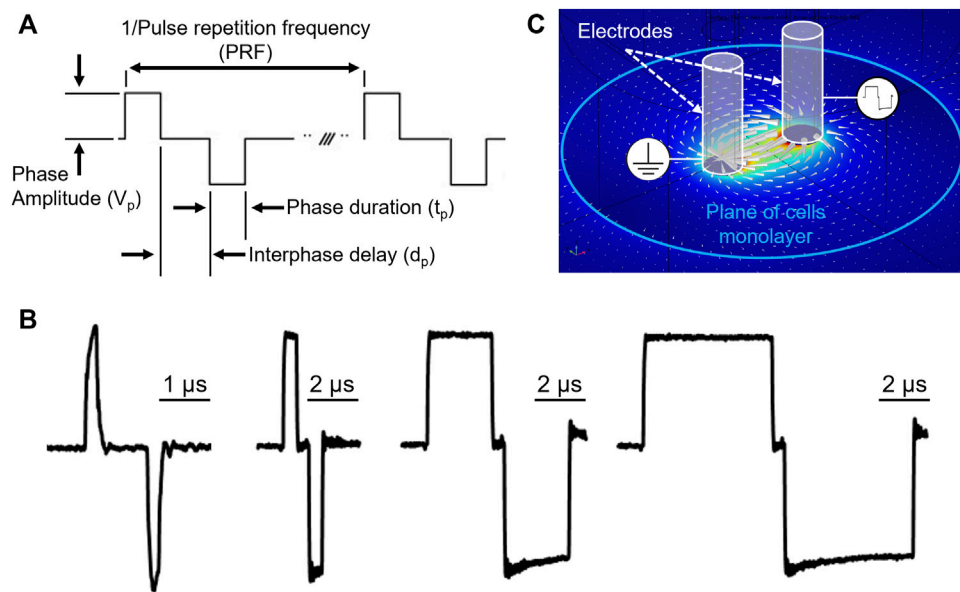 A
1/Pulse repetition frequency
(PRF)
Phase
Amplitude (Vp)
Phase duration (tp)
Interphase delay (dp)
C
Electrodes
Plane of cells
monolayer
B
1 µs
2 µs
2 µs
2 µs